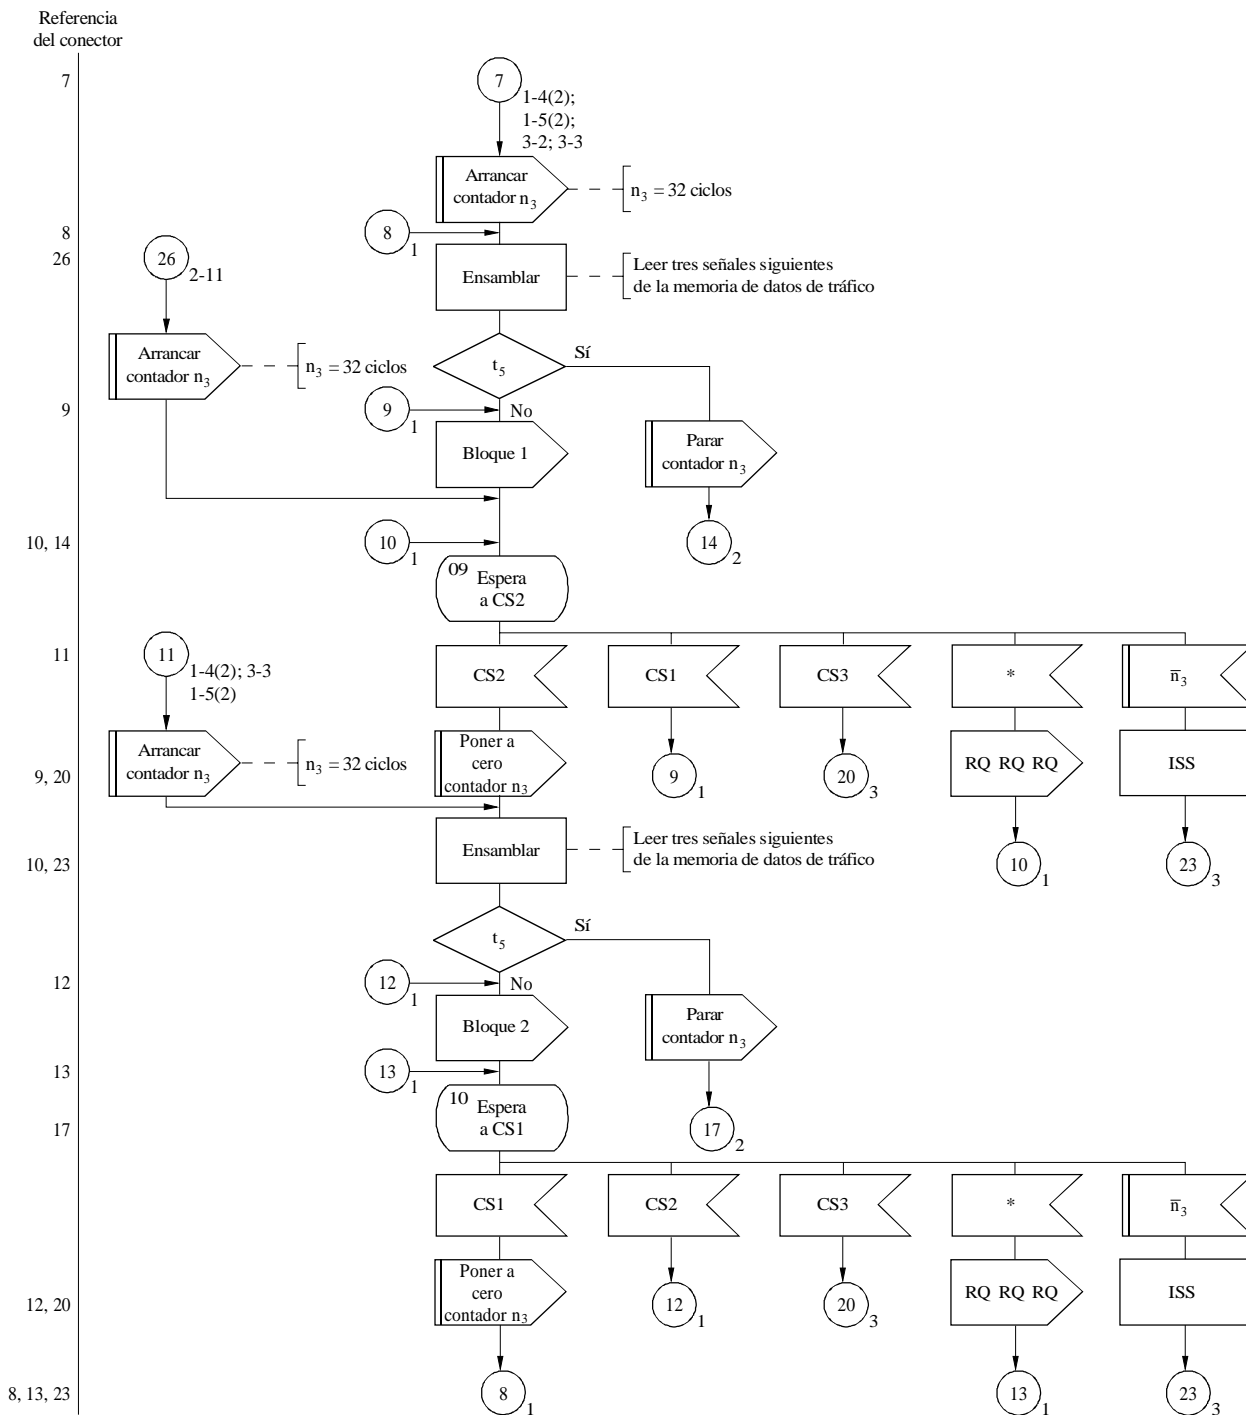 Referencia
del conector
7
7
1-4(2);
1-5(2);
3-2; 3-3
Arrancar
contador n3
n3 = 32 ciclos
8
8
1
26
26
2-11
Ensamblar
Leer tres señales siguientes
de la memoria de datos de tráfico
Arrancar
contador n3
n3 = 32 ciclos
t5
Sí
9
9
1
No
Bloque 1
Parar
contador n3
10, 14
10
1
14
2
09
Espera
a CS2
11
11
1-4(2); 3-3
1-5(2)
CS2
CS1
CS3
*
n̅3
Arrancar
contador n3
n3 = 32 ciclos
Poner a
cero
contador n3
9, 20
9
1
20
3
RQ RQ RQ
ISS
Ensamblar
Leer tres señales siguientes
de la memoria de datos de tráfico
10, 23
10
1
23
3
t5
Sí
12
12
1
No
Bloque 2
Parar
contador n3
13
13
1
10
Espera
a CS1
17
17
2
CS1
CS2
CS3
*
n̅3
Poner a
cero
contador n3
12, 20
12
1
20
3
RQ RQ RQ
ISS
8, 13, 23
8
1
13
1
23
3